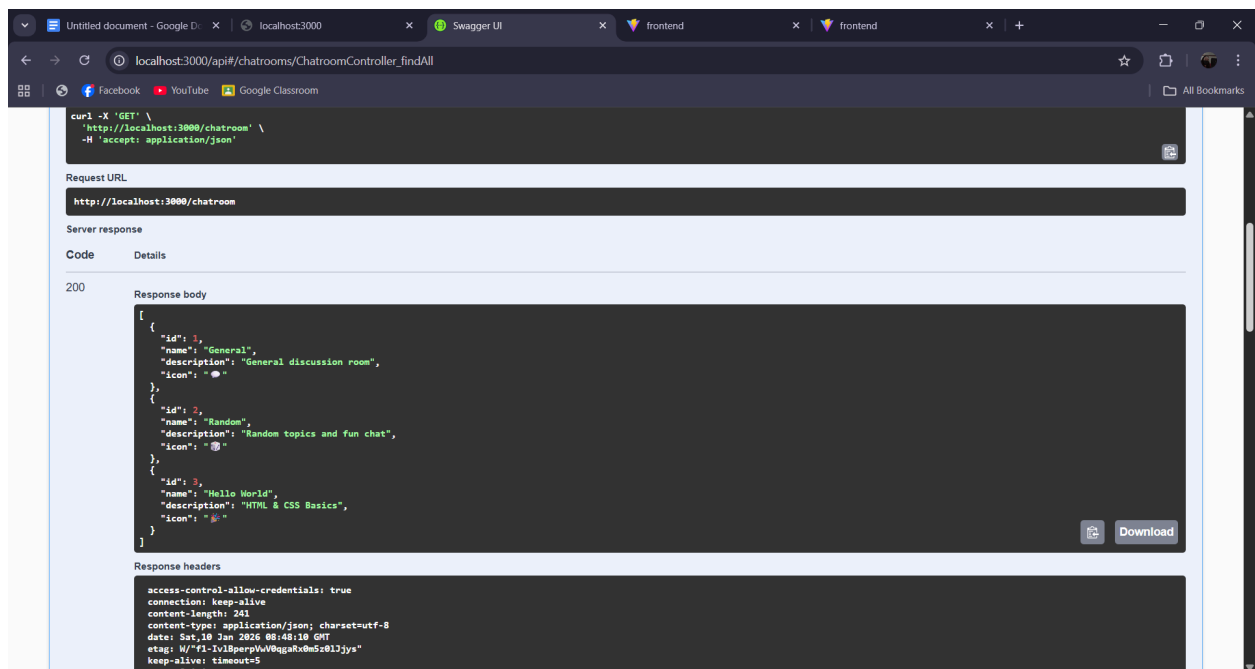 Untitled document - Google Do
localhost:3000
Swagger UI
frontend
frontend
localhost:3000/api#/chatrooms/ChatroomController_findAll
Facebook
YouTube
Google Classroom
All Bookmarks
curl -X 'GET' \
'http://localhost:3000/chatroom' \
-H 'accept: application/json'
Request URL
http://localhost:3000/chatroom
Server response
Code Details
200
Response body
[
{
"id": 1,
"name": "General",
"description": "General discussion room",
"icon": "💬"
},
{
"id": 2,
"name": "Random",
"description": "Random topics and fun chat",
"icon": "🎲"
},
{
"id": 3,
"name": "Hello World",
"description": "HTML & CSS Basics",
"icon": "🎉"
}
]
Download
Response headers
access-control-allow-credentials: true
connection: keep-alive
content-length: 241
content-type: application/json; charset=utf-8
date: Sat,10 Jan 2026 08:48:10 GMT
etag: W/"f1-IvlBperpVwV0qgaRx0m5z0lJjys"
keep-alive: timeout=5